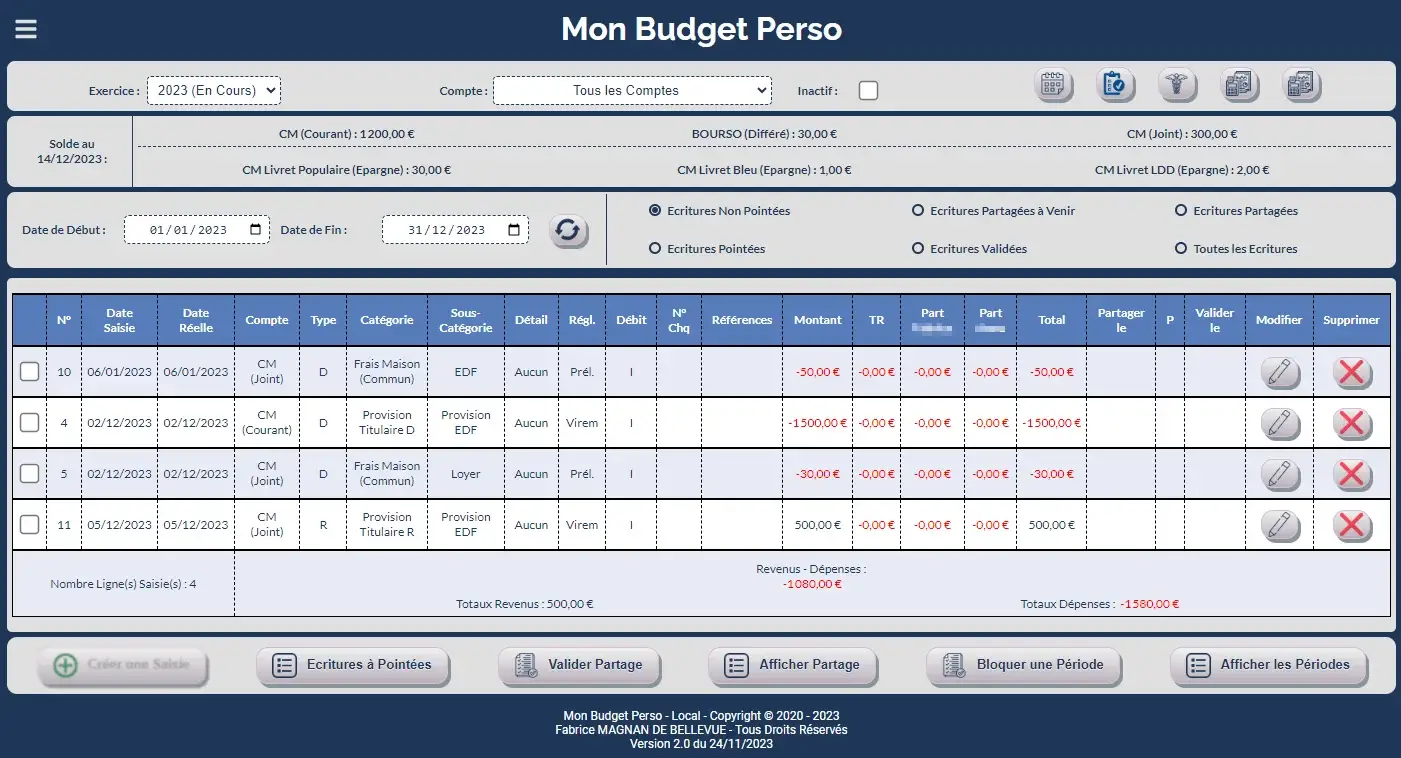 Mon Budget Perso
Exercice : 2023 (En Cours) Compte : Tous les Comptes Inactif :
Solde au
14/12/2023 :
CM (Courant) : 1200,00 € BOURSO (Différé) : 30,00 € CM (Joint) : 300,00 €
CM Livret Populaire (Epargne) : 30,00 € CM Livret Bleu (Epargne) : 1,00 € CM Livret LDD (Epargne) : 2,00 €
Date de Début : 01/01/2023 Date de Fin : 31/12/2023
Ecritures Non Pointées Ecritures Partagées à Venir Ecritures Partagées
Ecritures Pointées Ecritures Validées Toutes les Ecritures
N° Date Saisie Date Réelle Compte Type Catégorie Sous-Catégorie Détail Régl. Débit N° Chq Références Montant TR Part Part Total Partager le P Valider le Modifier Supprimer
10 06/01/2023 06/01/2023 CM (Joint) D Frais Maison (Commun) EDF Aucun Prél. I -50,00 € -0,00 € -0,00 € -0,00 € -50,00 €
4 02/12/2023 02/12/2023 CM (Courant) D Provision Titulaire D Provision EDF Aucun Virem I -1500,00 € -0,00 € -0,00 € -0,00 € -1500,00 €
5 02/12/2023 02/12/2023 CM (Joint) D Frais Maison (Commun) Loyer Aucun Prél. I -30,00 € -0,00 € -0,00 € -0,00 € -30,00 €
11 05/12/2023 05/12/2023 CM (Joint) R Provision Titulaire R Provision EDF Aucun Virem I 500,00 € -0,00 € -0,00 € -0,00 € 500,00 €
Nombre Ligne(s) Saisie(s) : 4
Revenus - Dépenses :
-1080,00 €
Totaux Revenus : 500,00 € Totaux Dépenses : -1580,00 €
Créer une Saisie Ecritures à Pointées Valider Partage Afficher Partage Bloquer une Période Afficher les Périodes
Mon Budget Perso - Local - Copyright © 2020 - 2023
Fabrice MAGNAN DE BELLEVUE - Tous Droits Réservés
Version 2.0 du 24/11/2023